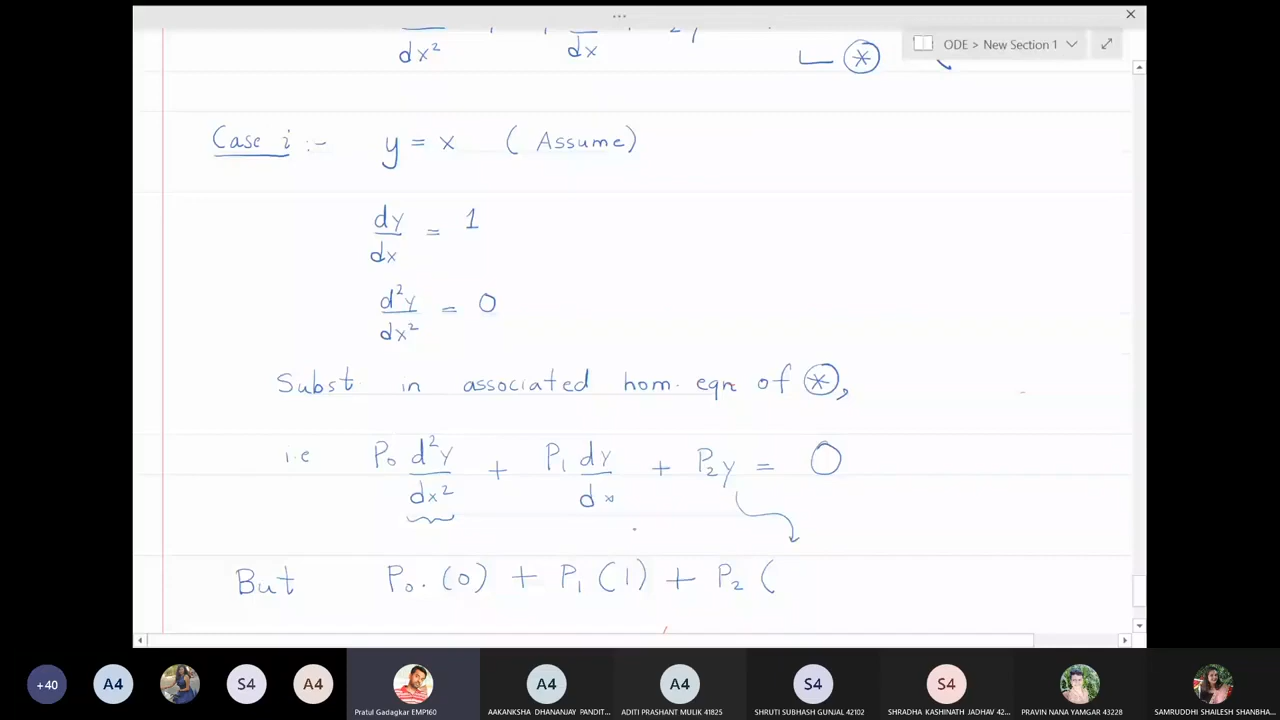 ODE > New Section 1
dx² dx 2y
⊛
Case i :- y = x ( Assume)
dy/dx = 1
d²y/dx² = 0
Subst. in associated hom. eqn of ⊛,
i.e P₀ d²y/dx² + P₁ dy/dx + P₂y = 0
But P₀.(0) + P₁(1) + P₂(
+40
A4
S4
A4
Pratul Gadagkar EMP160
A4
AAKANKSHA DHANANJAY PANDIT...
A4
ADITI PRASHANT MULIK 41825
S4
SHRUTI SUBHASH GUNJAL 42102
S4
SHRADHA KASHINATH JADHAV 42...
PRAVIN NANA YAMGAR 43228
SAMRUDDHI SHAILESH SHANBHA...